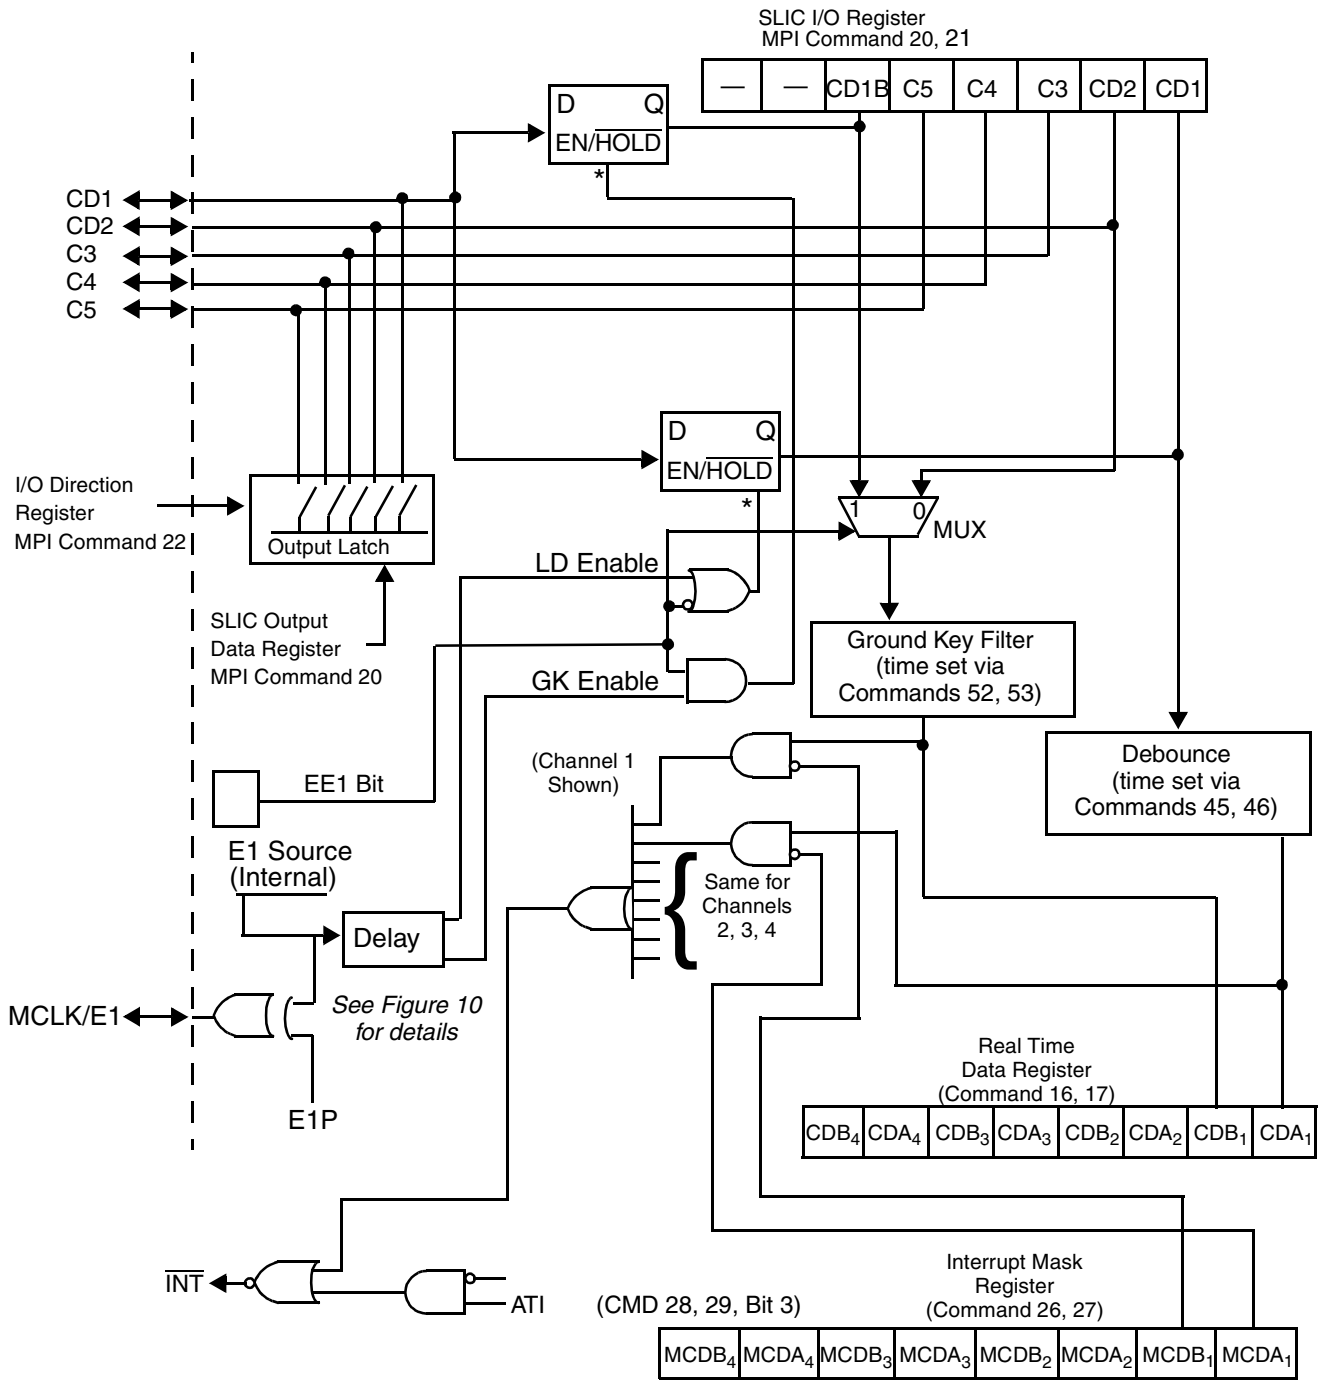 SLIC I/O Register
MPI Command 20, 21
— — CD1B C5 C4 C3 CD2 CD1
D Q
EN/HOLD
*
CD1
CD2
C3
C4
C5
D Q
EN/HOLD
*
I/O Direction
Register
MPI Command 22
Output Latch
1 0
MUX
LD Enable
SLIC Output
Data Register
MPI Command 20
GK Enable
Ground Key Filter
(time set via
Commands 52, 53)
(Channel 1
Shown)
Debounce
(time set via
Commands 45, 46)
EE1 Bit
E1 Source
(Internal)
Same for
Channels
2, 3, 4
{
Delay
See Figure 10
for details
MCLK/E1
E1P
Real Time
Data Register
(Command 16, 17)
CDB4 CDA4 CDB3 CDA3 CDB2 CDA2 CDB1 CDA1
INT
ATI
(CMD 28, 29, Bit 3)
Interrupt Mask
Register
(Command 26, 27)
MCDB4 MCDA4 MCDB3 MCDA3 MCDB2 MCDA2 MCDB1 MCDA1